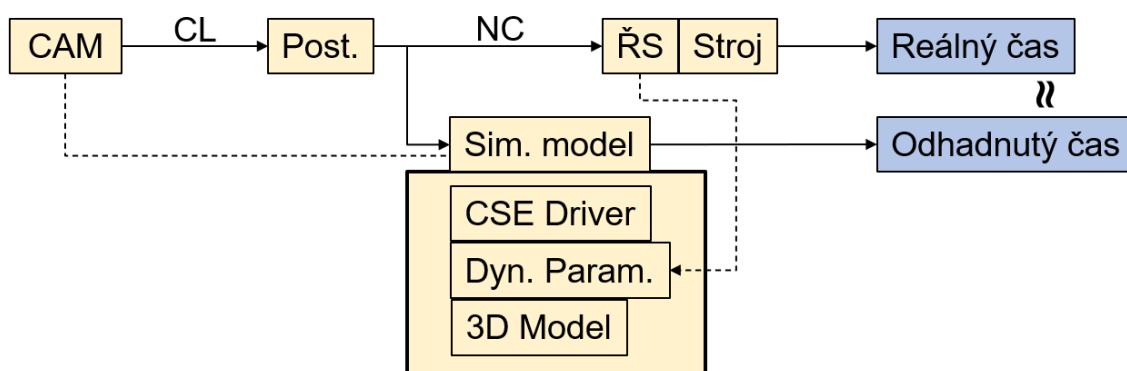 CAM
CL
Post.
NC
ŘS
Stroj
Reálný čas
≈
Sim. model
Odhadnutý čas
CSE Driver
Dyn. Param.
3D Model